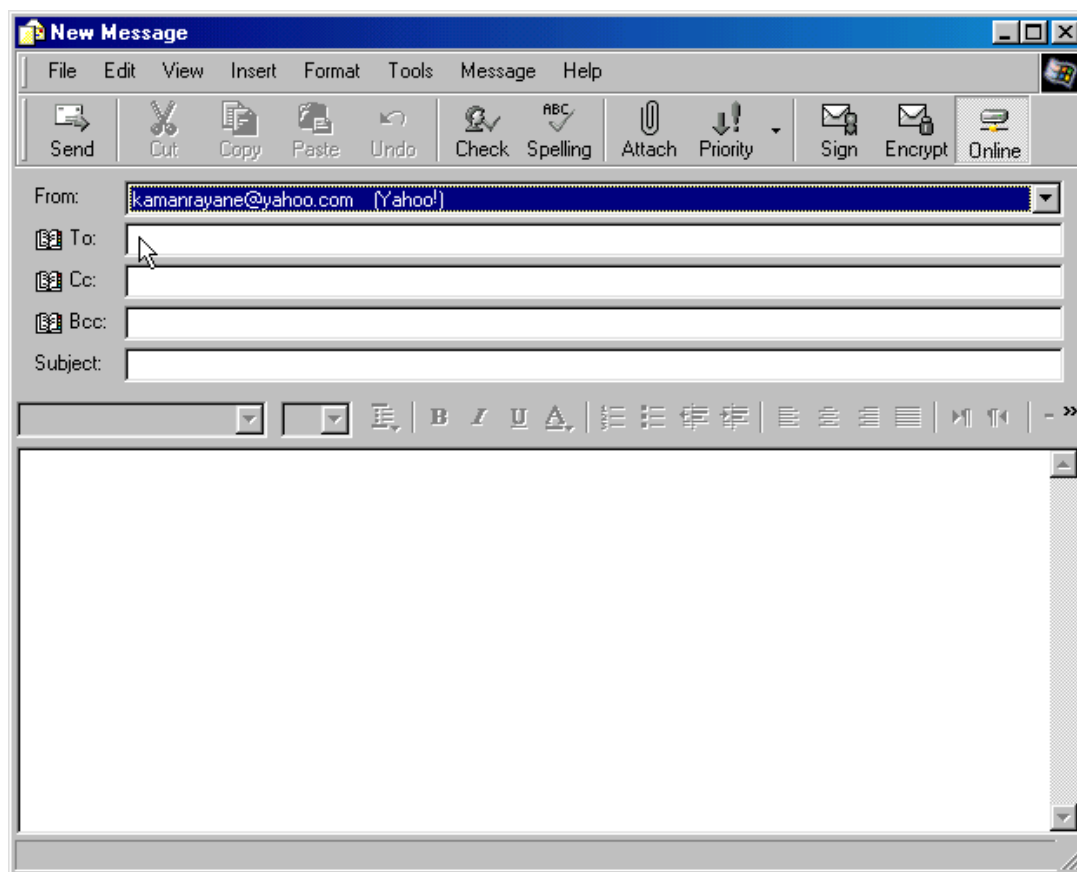 New Message
File Edit View Insert Format Tools Message Help
Send Cut Copy Paste Undo Check ABC Spelling Attach Priority Sign Encrypt Online
From: kamanrayane@yahoo.com (Yahoo!)
To:
Cc:
Bcc:
Subject:
B I U A